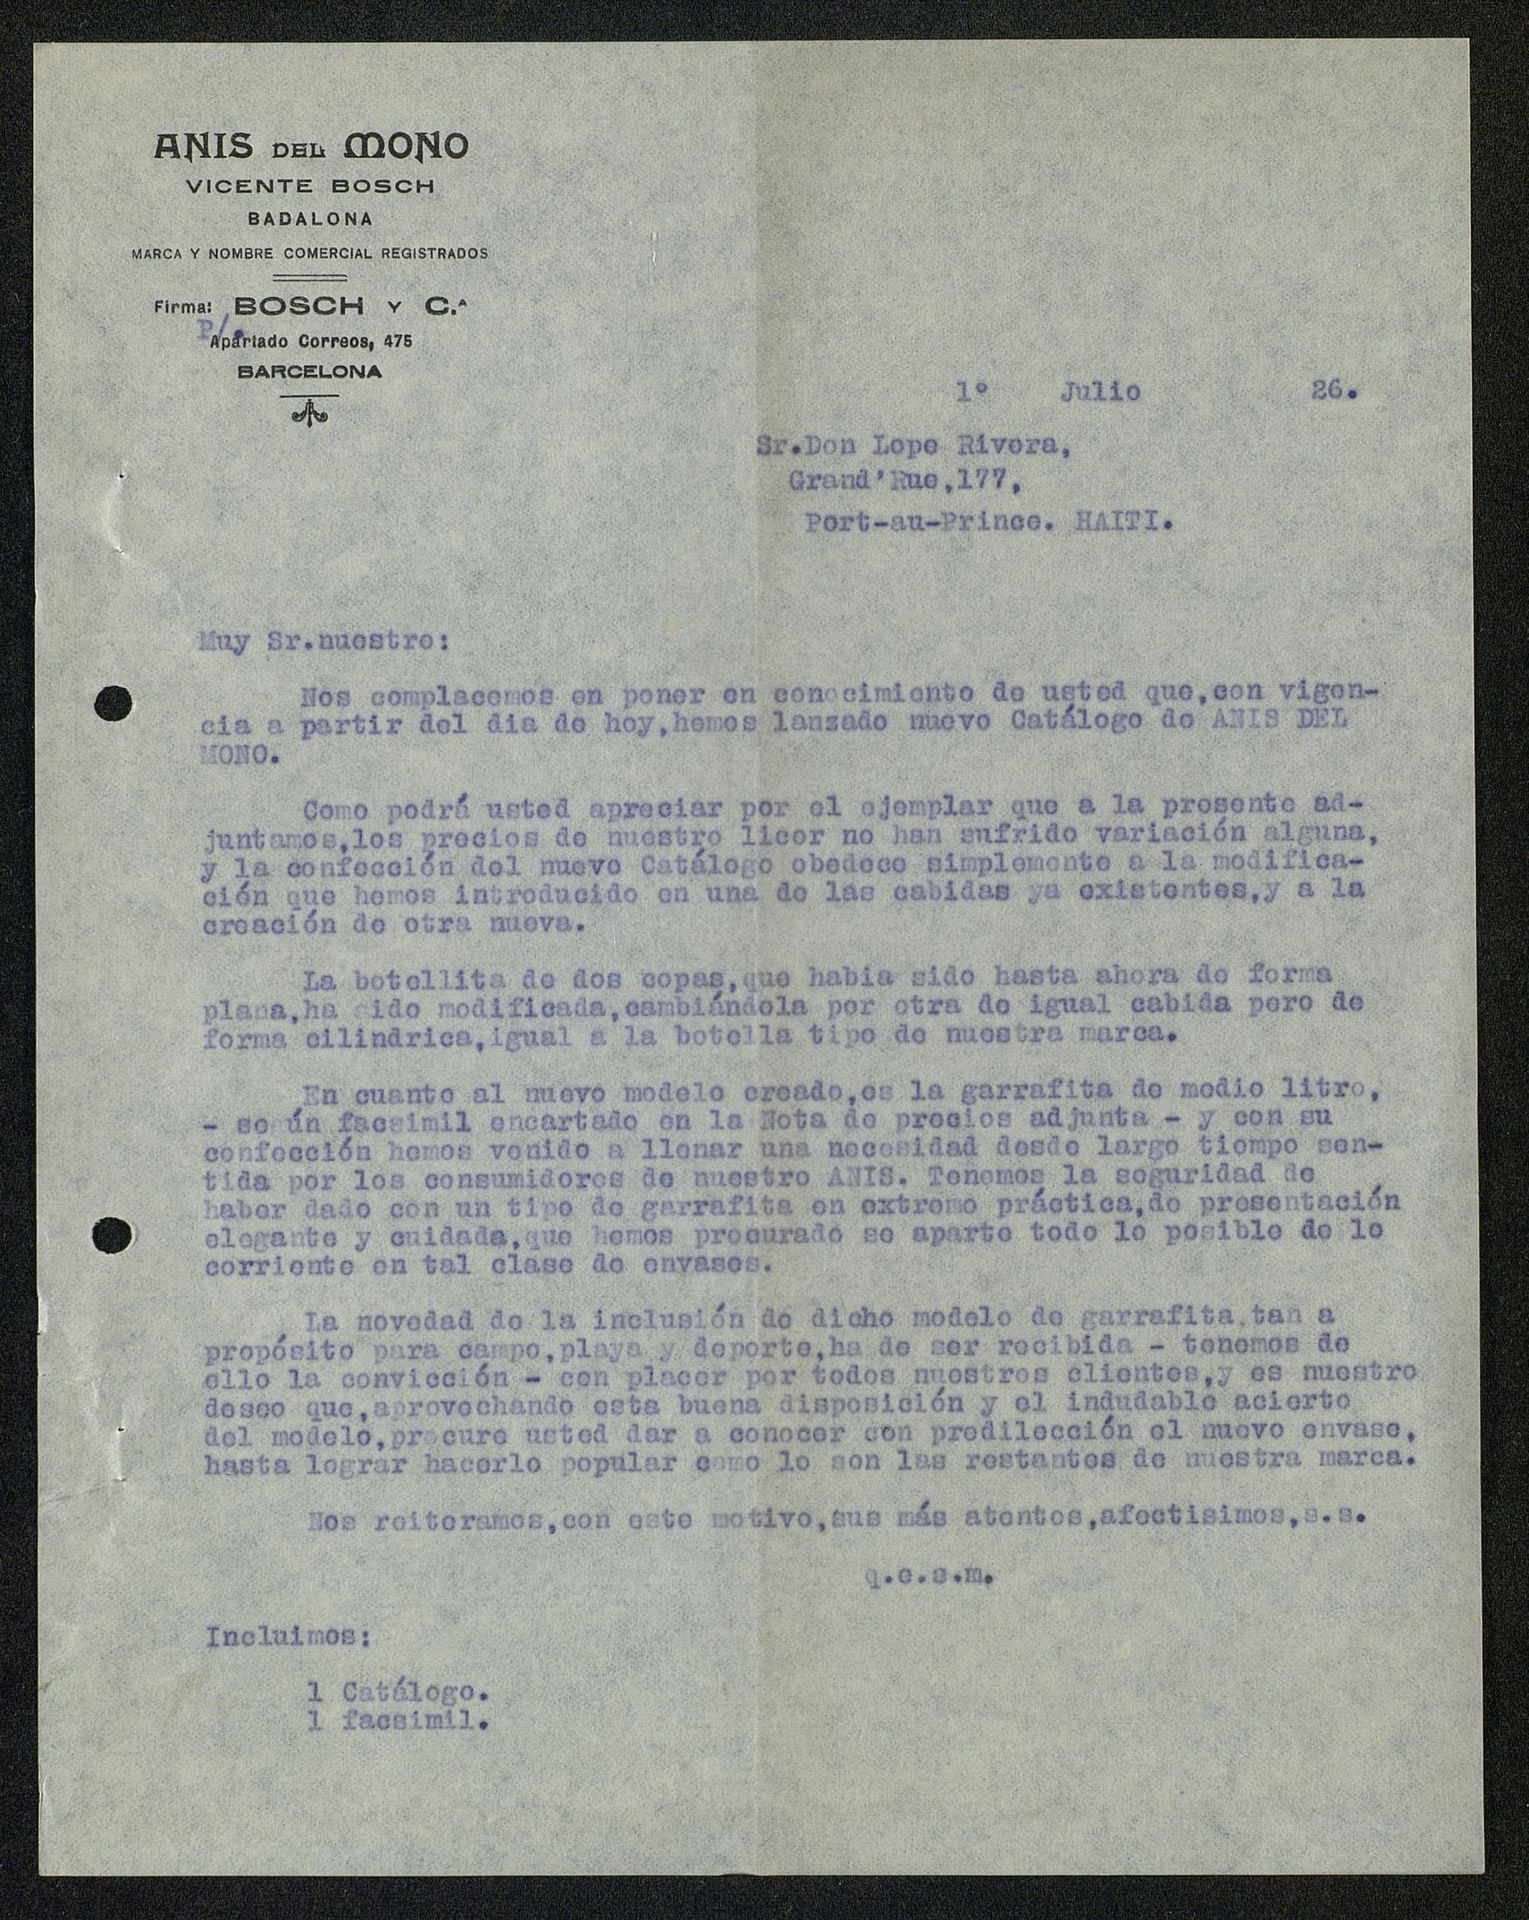 ANIS DEL MONO
VICENTE BOSCH
BADALONA
MARCA Y NOMBRE COMERCIAL REGISTRADOS
Firma: BOSCH Y C.ᴬ
P/.
Apartado Correos, 475
BARCELONA
1º Julio 26.
Sr.Don Lope Rivera,
Grand'Rue,177,
Port-au-Prince. HAITI.
Muy Sr.nuestro:
Nos complacemos en poner en conocimiento de usted que,con vigen-
cia a partir del dia de hoy,hemos lanzado nuevo Catálogo de ANIS DEL
MONO.
Como podrá usted apreciar por el ejemplar que a la presente ad-
juntamos,los precios de nuestro licor no han sufrido variación alguna,
y la confección del nuevo Catálogo obedece simplemente a la modifica-
ción que hemos introducido en una de las cabidas ya existentes,y a la
creación de otra nueva.
La botellita de dos copas,que habia sido hasta ahora de forma
plana,ha sido modificada,cambiándola por otra de igual cabida pero de
forma cilindrica,igual a la botella tipo de nuestra marca.
En cuanto al nuevo modelo creado,es la garrafita de medio litro,
- según facsimil encartado en la Nota de precios adjunta - y con su
confección hemos venido a llenar una necesidad desde largo tiempo sen-
tida por los consumidores de nuestro ANIS. Tenemos la seguridad de
haber dado con un tipo de garrafita en extremo práctica,de presentación
elegante y cuidada,que hemos procurado se aparte todo lo posible de lo
corriente en tal clase de envases.
La novedad de la inclusión de dicho modelo de garrafita,tan a
propósito para campo,playa y deporte,ha de ser recibida - tenemos de
ello la convicción - con placer por todos nuestros clientes,y es nuestro
deseo que,aprovechando esta buena disposición y el indudable acierto
del modelo,procure usted dar a conocer con predilección el nuevo envase,
hasta lograr hacerlo popular como lo son las restantes de nuestra marca.
Nos reiteramos,con este motivo,sus más atentos,afectisimos,s.s.
q.e.s.m.
Incluimos:
1 Catálogo.
1 facsimil.